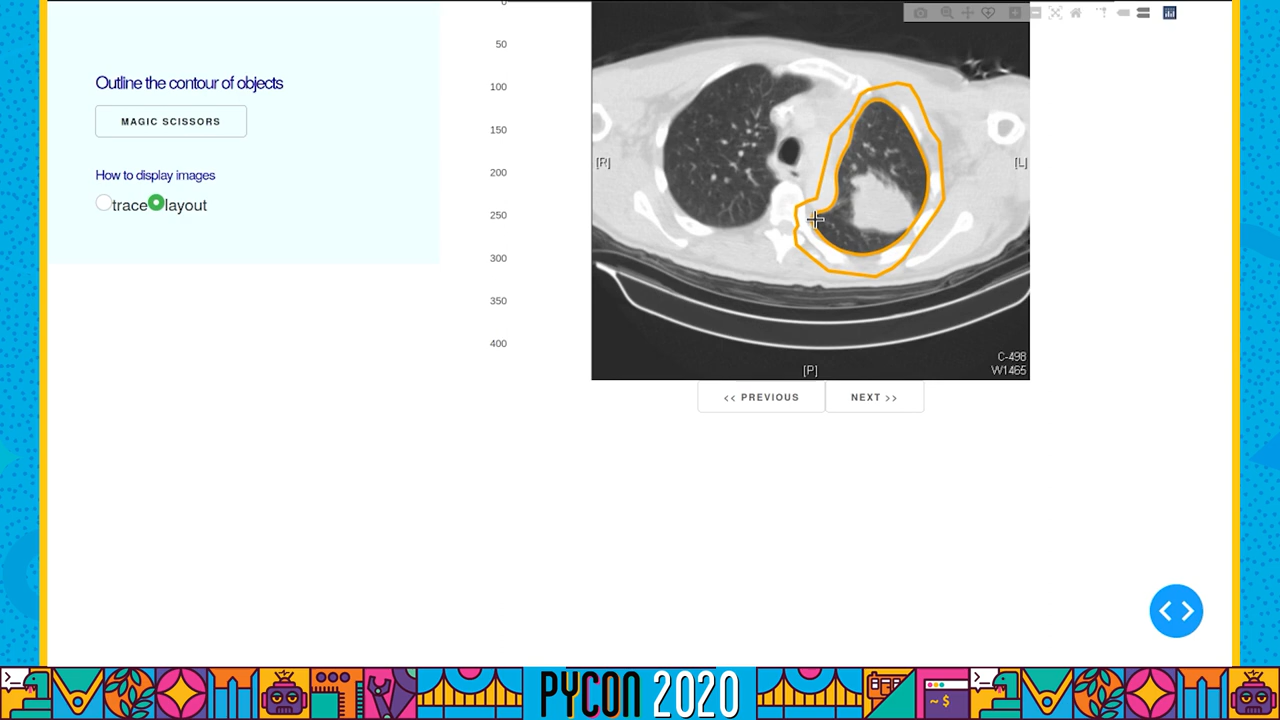 Outline the contour of objects
MAGIC SCISSORS
How to display images
trace layout
0
50
100
150
200
250
300
350
400
[R]
[L]
[P]
C-498
W1465
<< PREVIOUS
NEXT >>
< >
~ $
PYCON 2020